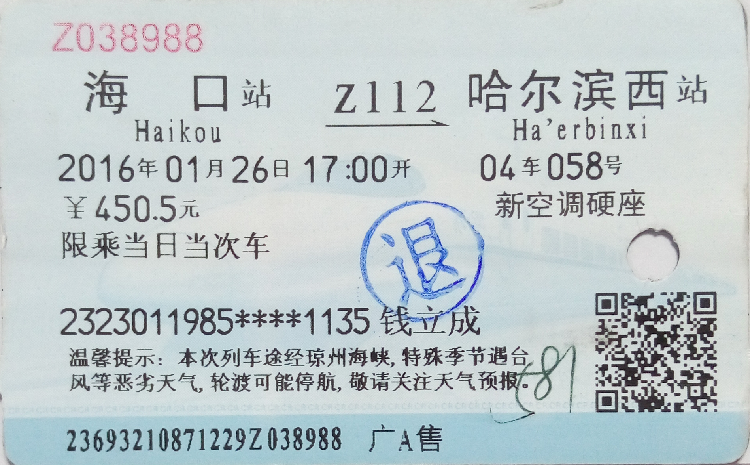 Z038988
海口站 Z112 哈尔滨西站
Haikou Ha'erbinxi
2016年01月26日 17:00开 04车058号
￥450.5元 新空调硬座
限乘当日当次车
退
2323011985****1135 钱立成
温馨提示：本次列车途经琼州海峡，特殊季节遇台
风等恶劣天气，轮渡可能停航，敬请关注天气预报。
581
23693210871229Z038988 广A售